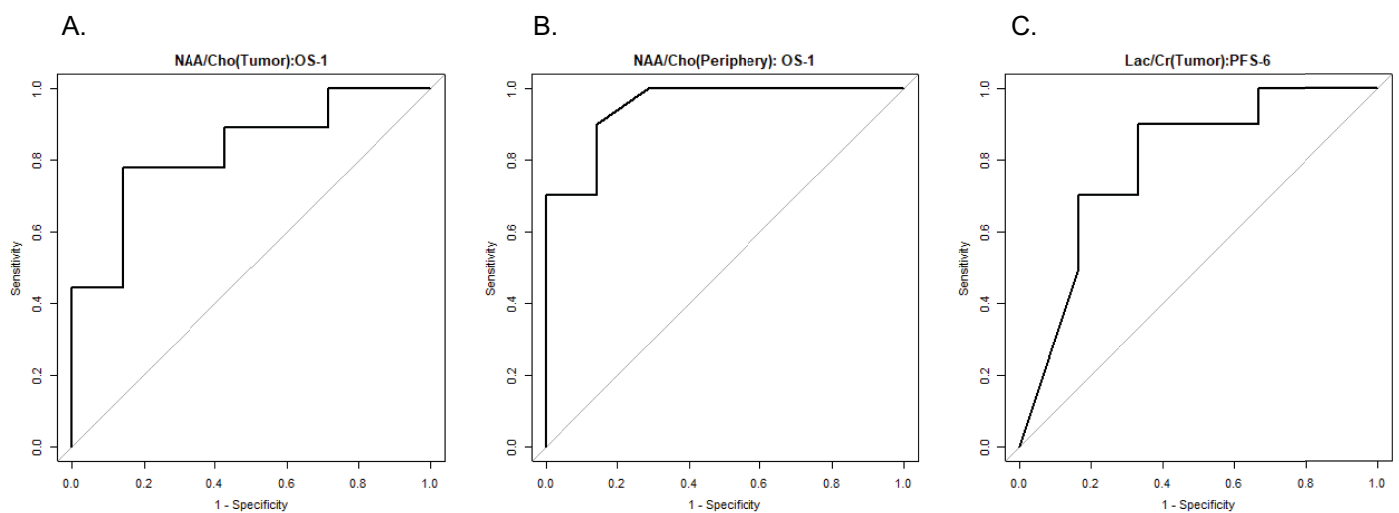 A.
NAA/Cho(Tumor):OS-1
Sensitivity
0.0 0.2 0.4 0.6 0.8 1.0
0.0 0.2 0.4 0.6 0.8 1.0
1 - Specificity
B.
NAA/Cho(Periphery): OS-1
Sensitivity
0.0 0.2 0.4 0.6 0.8 1.0
0.0 0.2 0.4 0.6 0.8 1.0
1 - Specificity
C.
Lac/Cr(Tumor):PFS-6
Sensitivity
0.0 0.2 0.4 0.6 0.8 1.0
0.0 0.2 0.4 0.6 0.8 1.0
1 - Specificity